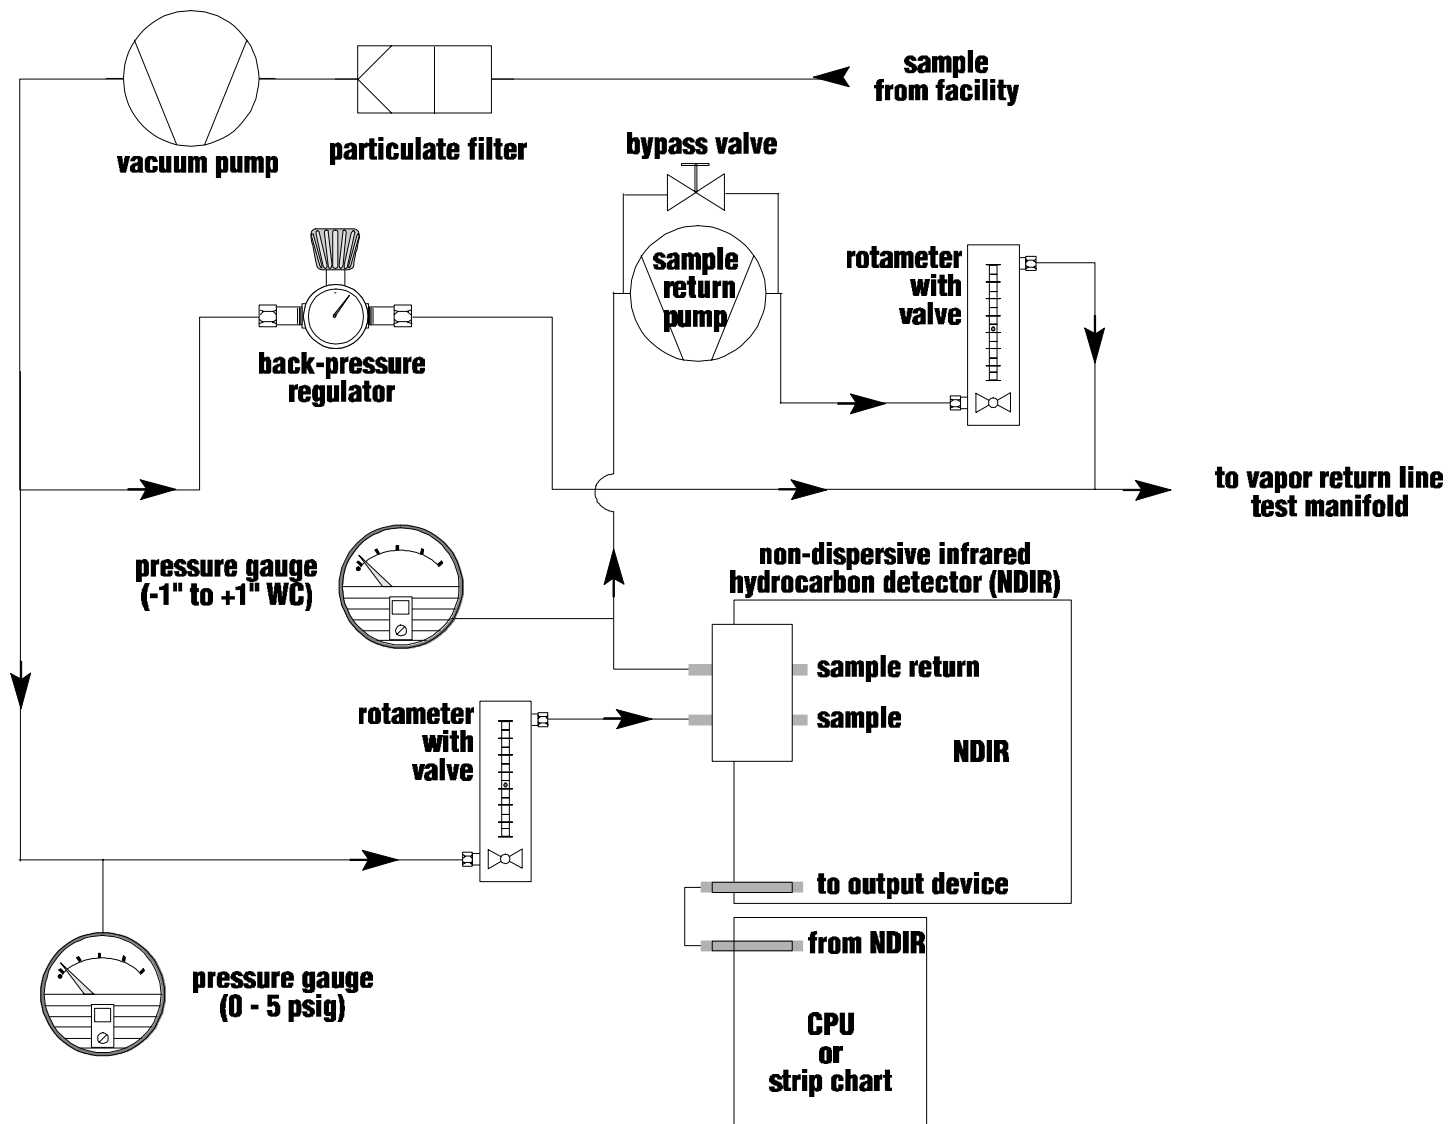 sample
from facility
vacuum pump
particulate filter
bypass valve
sample
return
pump
rotameter
with
valve
back-pressure
regulator
to vapor return line
test manifold
pressure gauge
(-1" to +1" WC)
non-dispersive infrared
hydrocarbon detector (NDIR)
sample return
sample
rotameter
with
valve
NDIR
to output device
from NDIR
pressure gauge
(0 - 5 psig)
CPU
or
strip chart